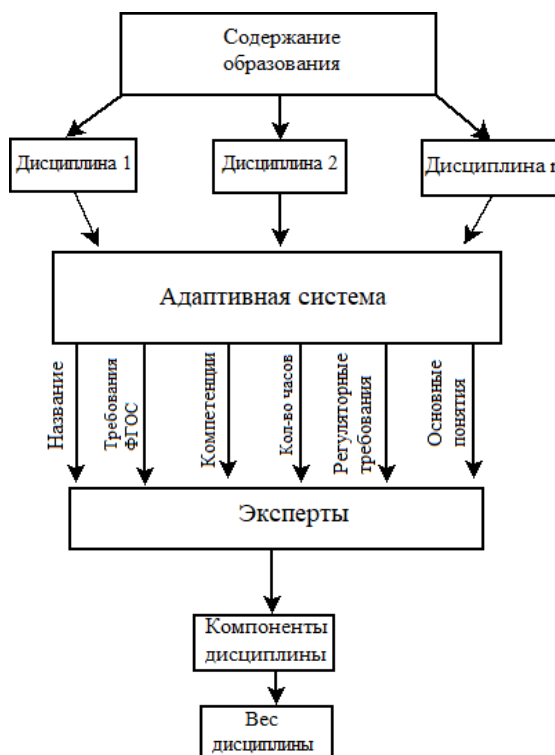 Содержание
образования
Дисциплина 1
Дисциплина 2
Дисциплина n
Адаптивная система
Название
Требования
ФГОС
Компетенции
Кол-во часов
Регуляторные
требования
Основные
понятия
Эксперты
Компоненты
дисциплины
Вес
дисциплины